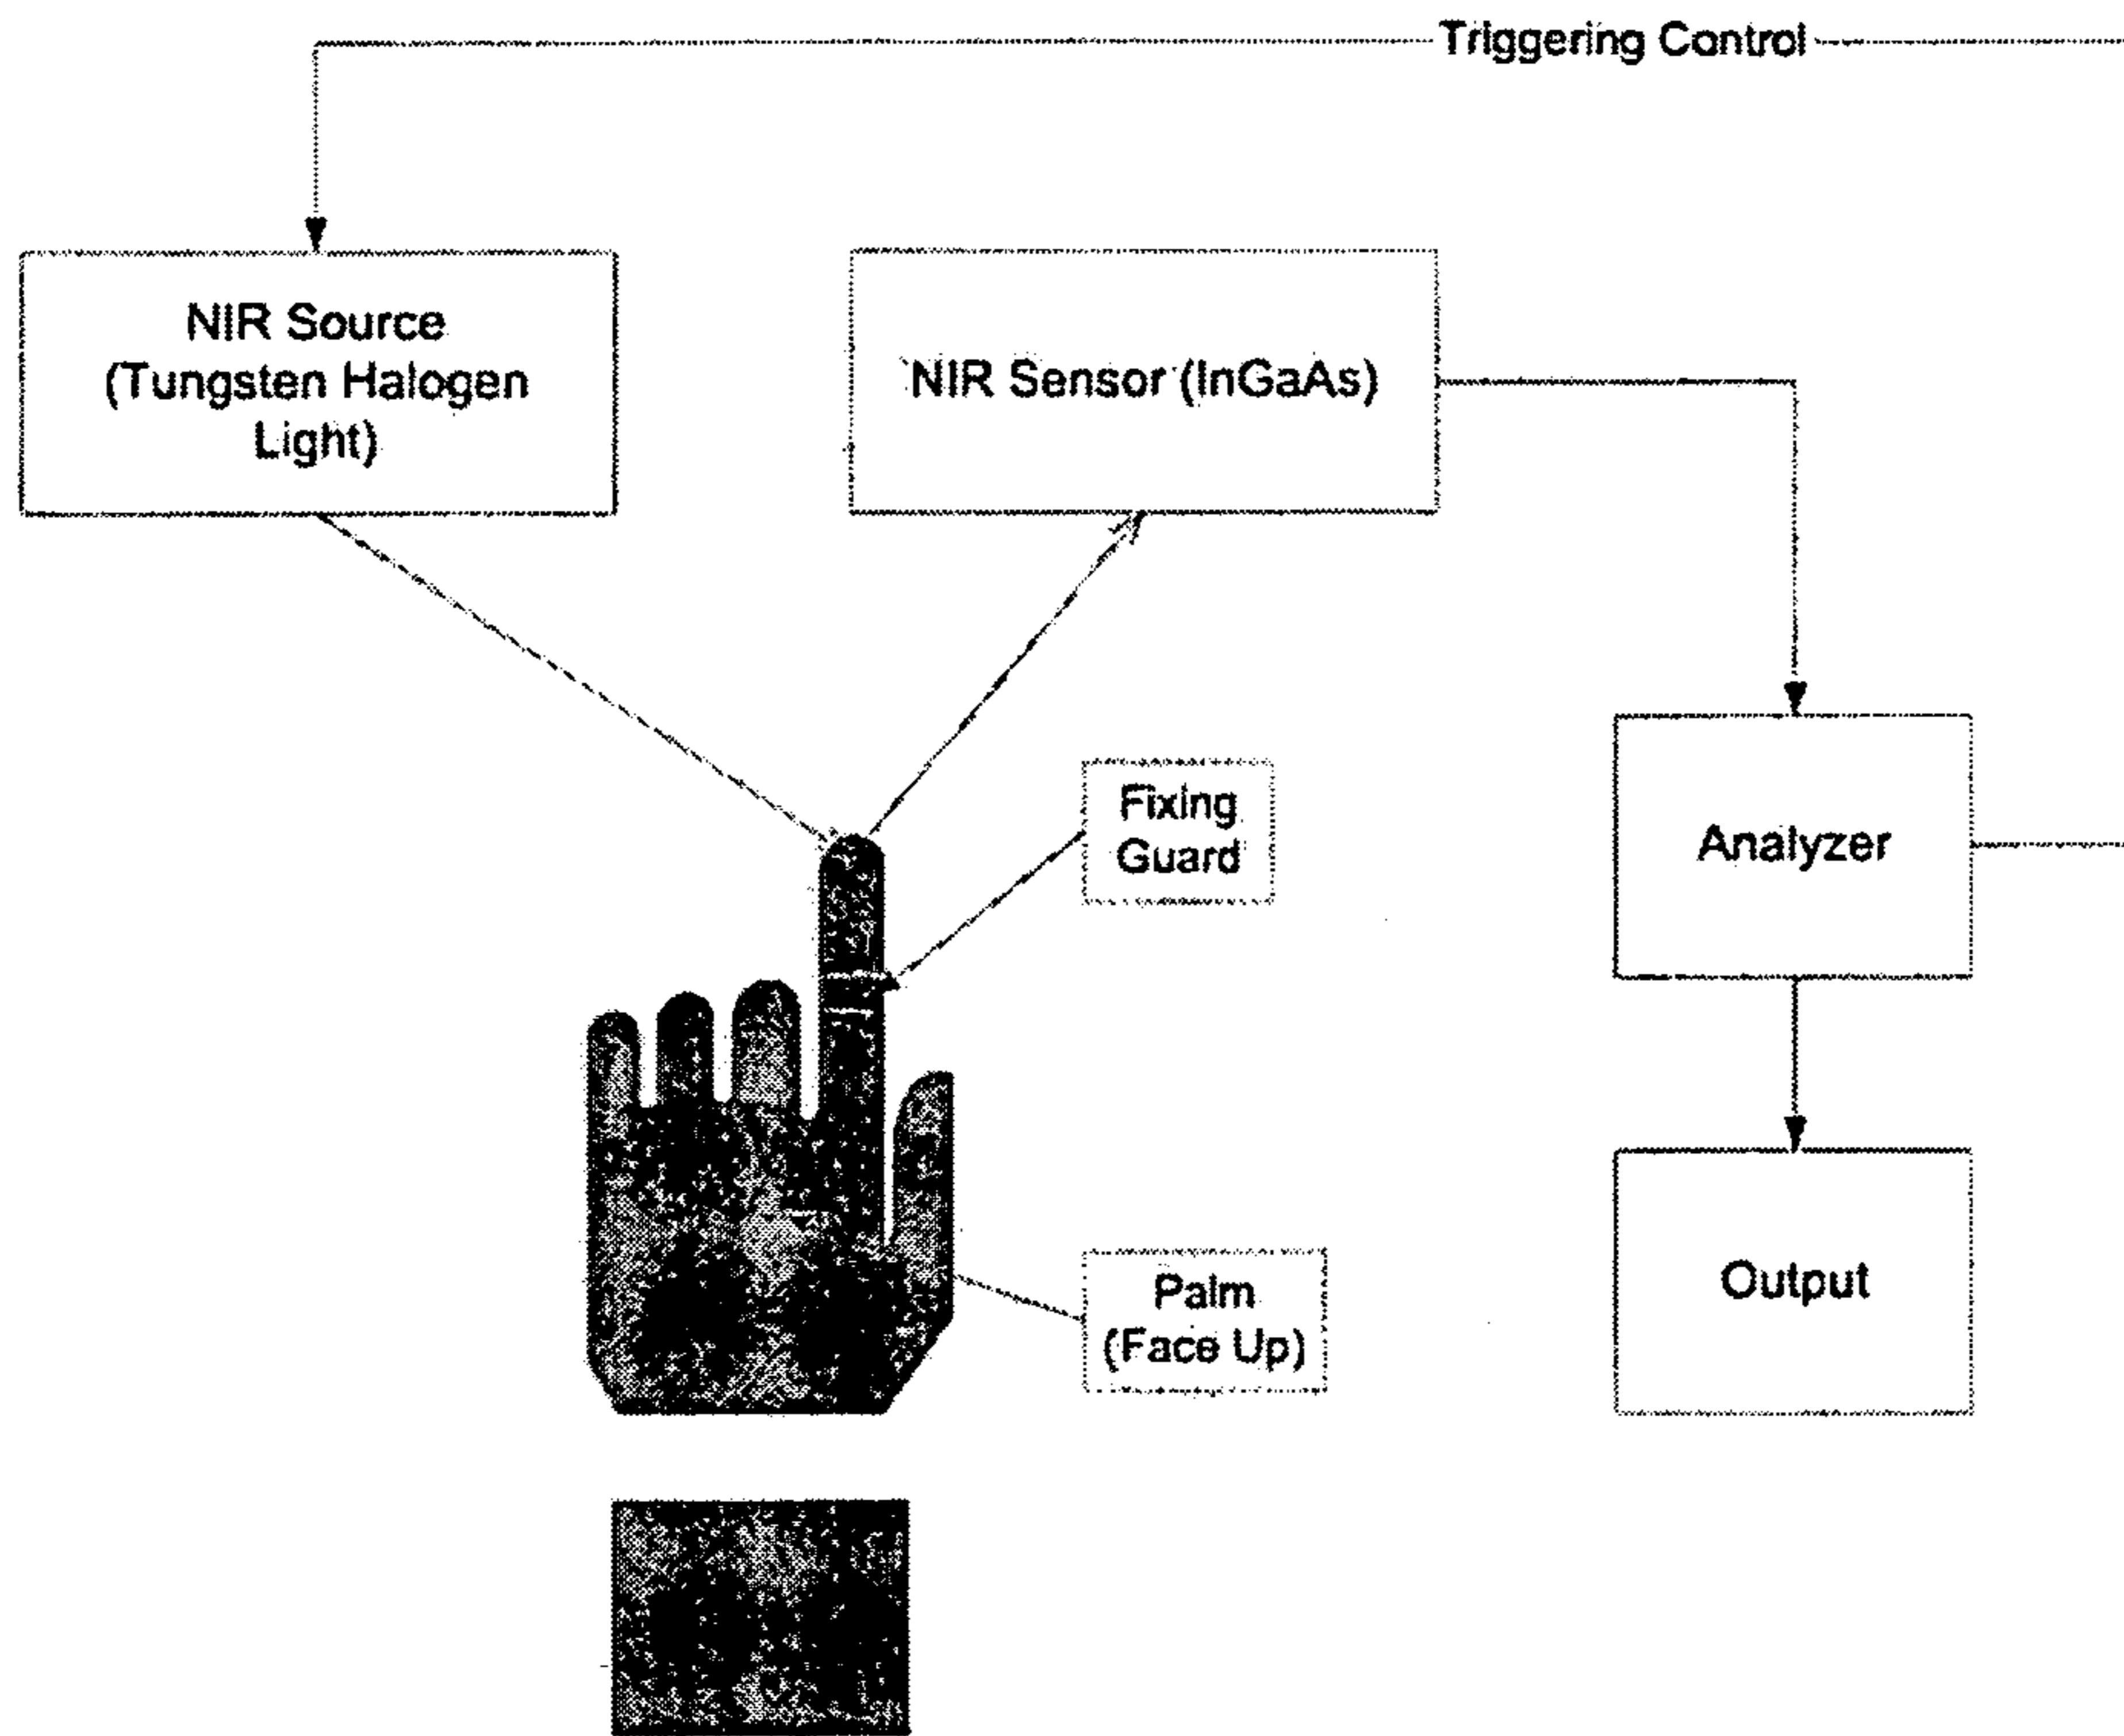 Triggering Control
NIR Source
(Tungsten Halogen
Light)
NIR Sensor (InGaAs)
Fixing
Guard
Analyzer
Palm
(Face Up)
Output